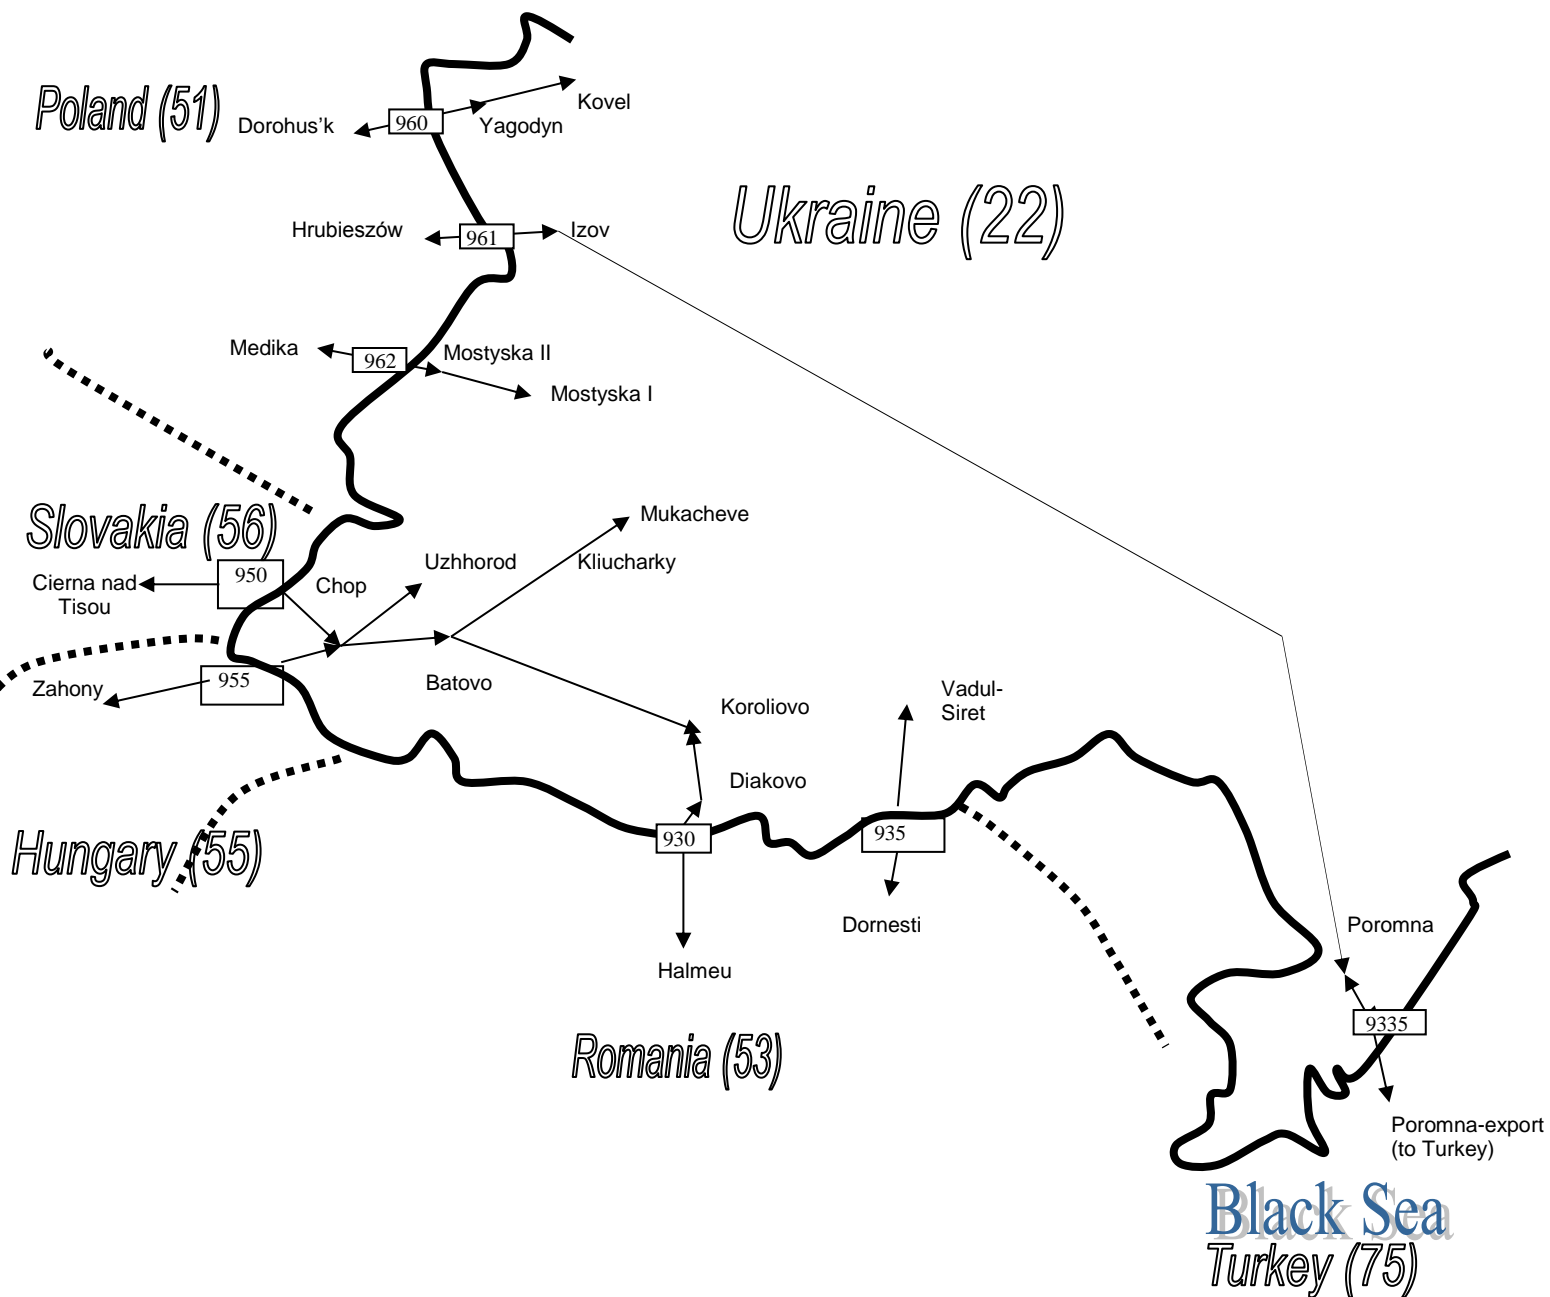 Poland (51)
Kovel
960
Dorohus’k
Yagodyn
Ukraine (22)
Hrubieszów
961
Izov
Medika
962
Mostyska II
Mostyska I
Slovakia (56)
Mukacheve
Uzhhorod
Kliucharky
950
Cierna nad
Tisou
Chop
Zahony
955
Batovo
Vadul-
Siret
Koroliovo
Diakovo
930
935
Hungary (55)
Dornesti
Poromna
Halmeu
9335
Romania (53)
Poromna-export
(to Turkey)
Black Sea
Turkey (75)